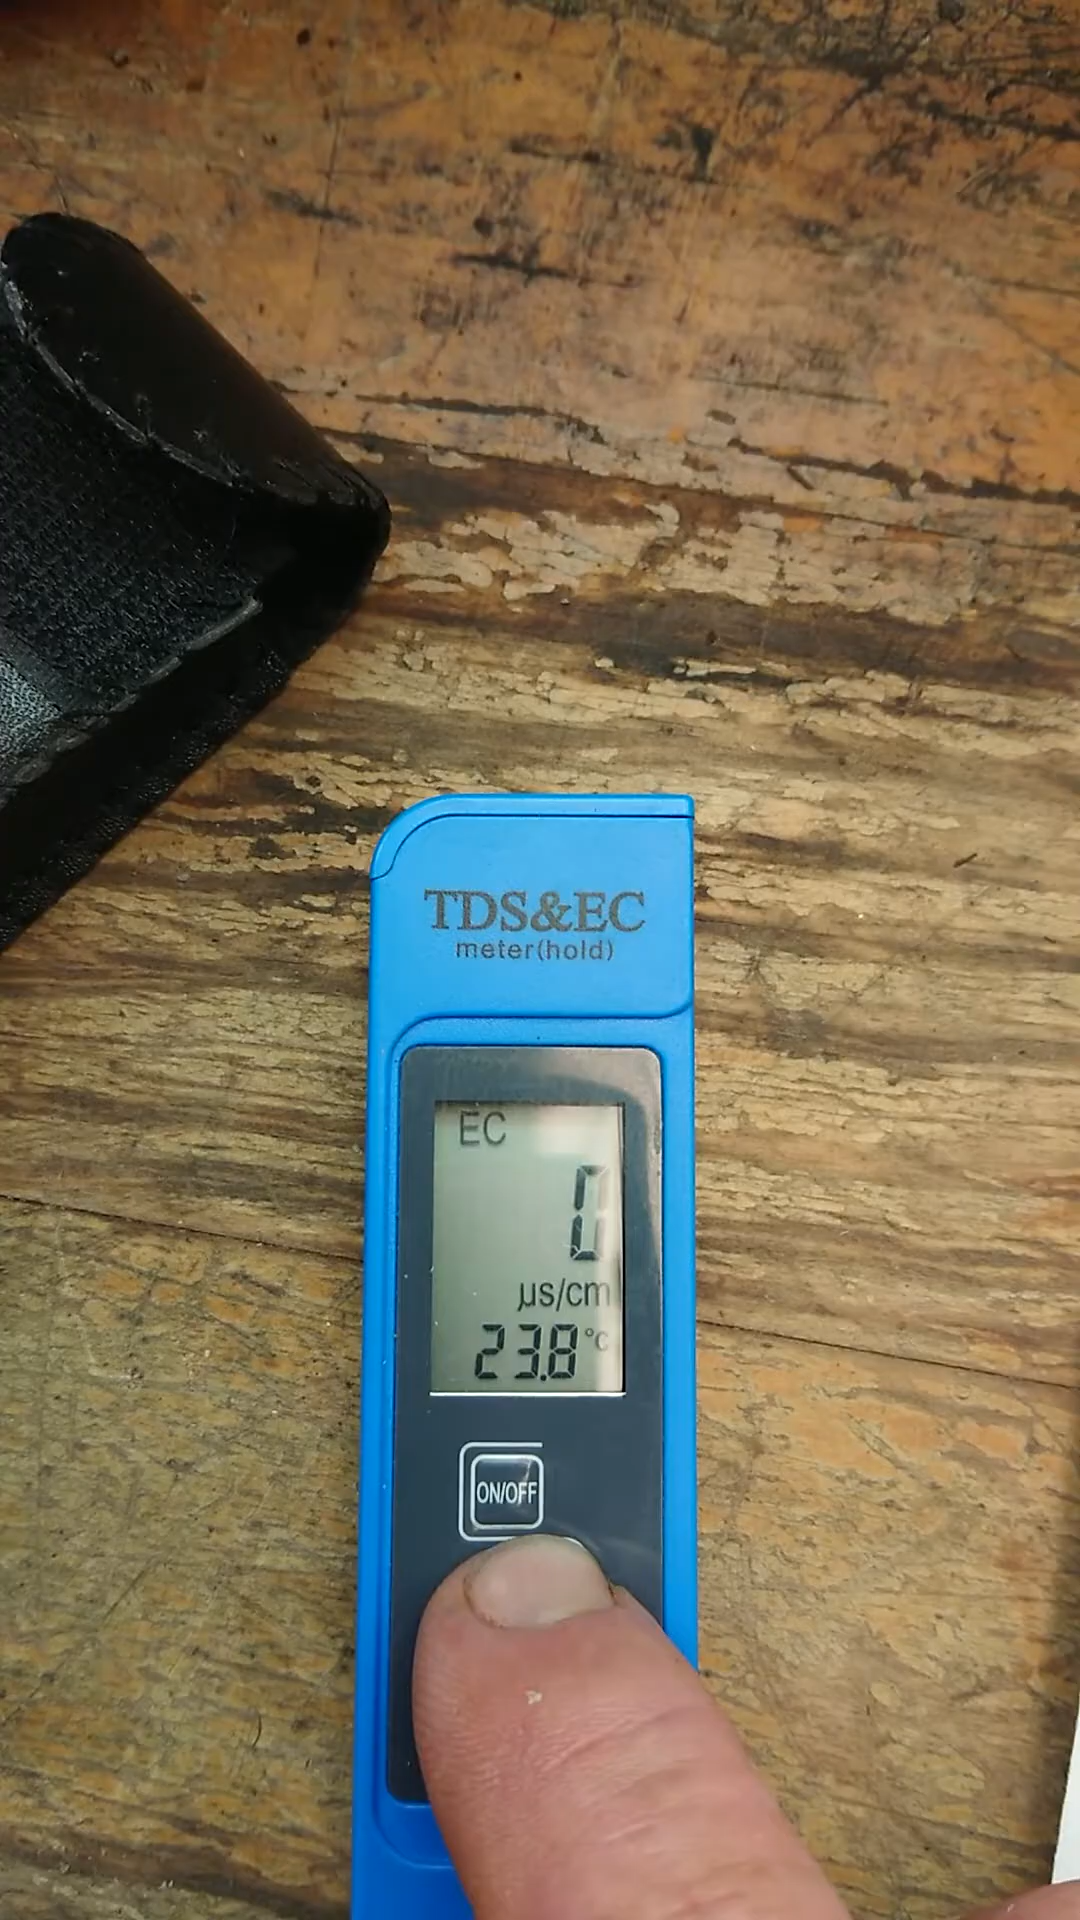 TDS&EC
meter(hold)
EC
0
µs/cm
23.8°C
ON/OFF